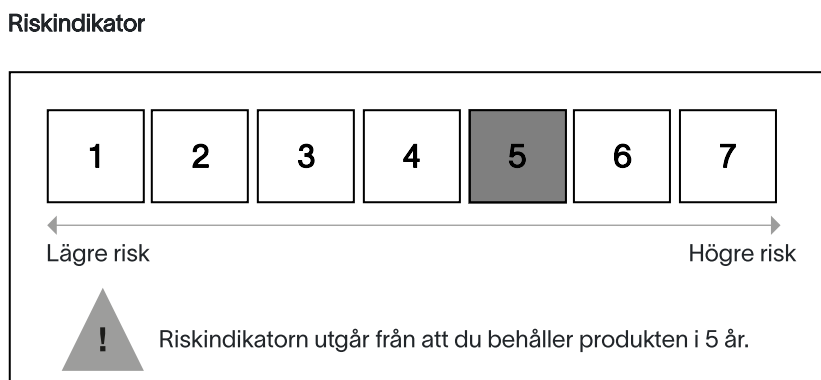 Riskindikator
1 2 3 4 5 6 7
Lägre risk Högre risk
! Riskindikatorn utgår från att du behåller produkten i 5 år.